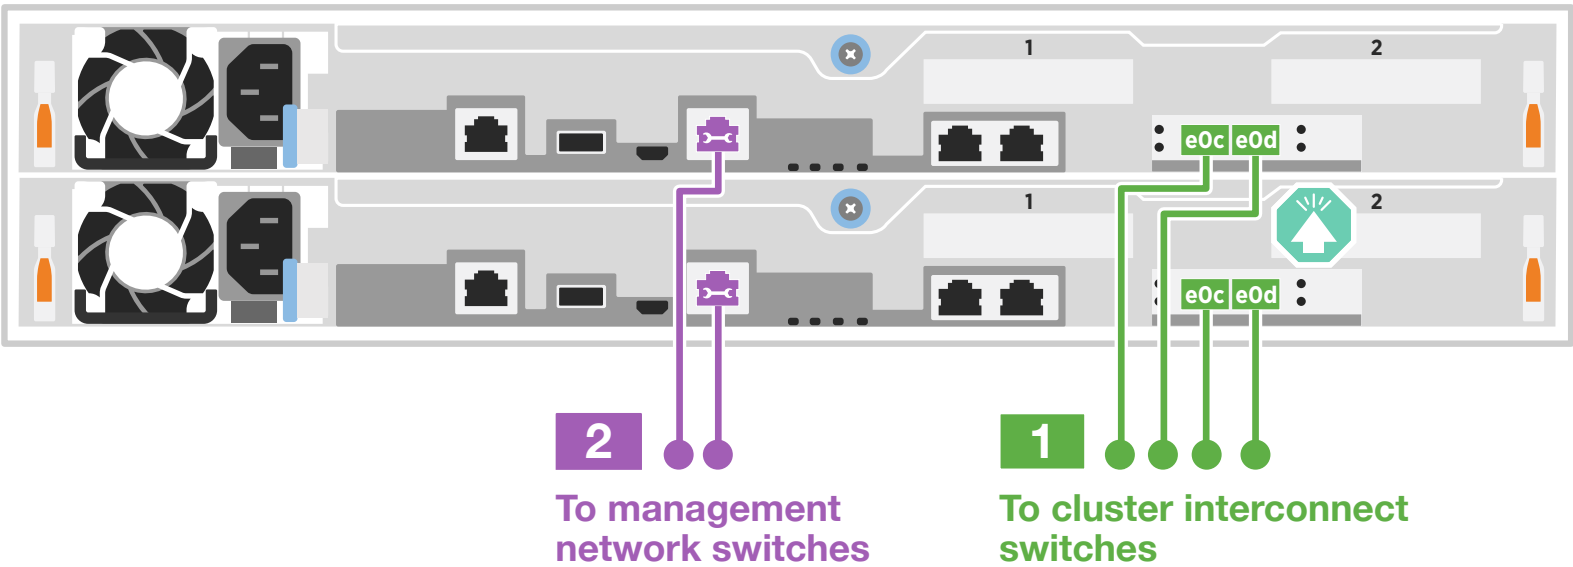 1
2
e0c e0d
1
2
e0c e0d
2
To management
network switches
1
To cluster interconnect
switches